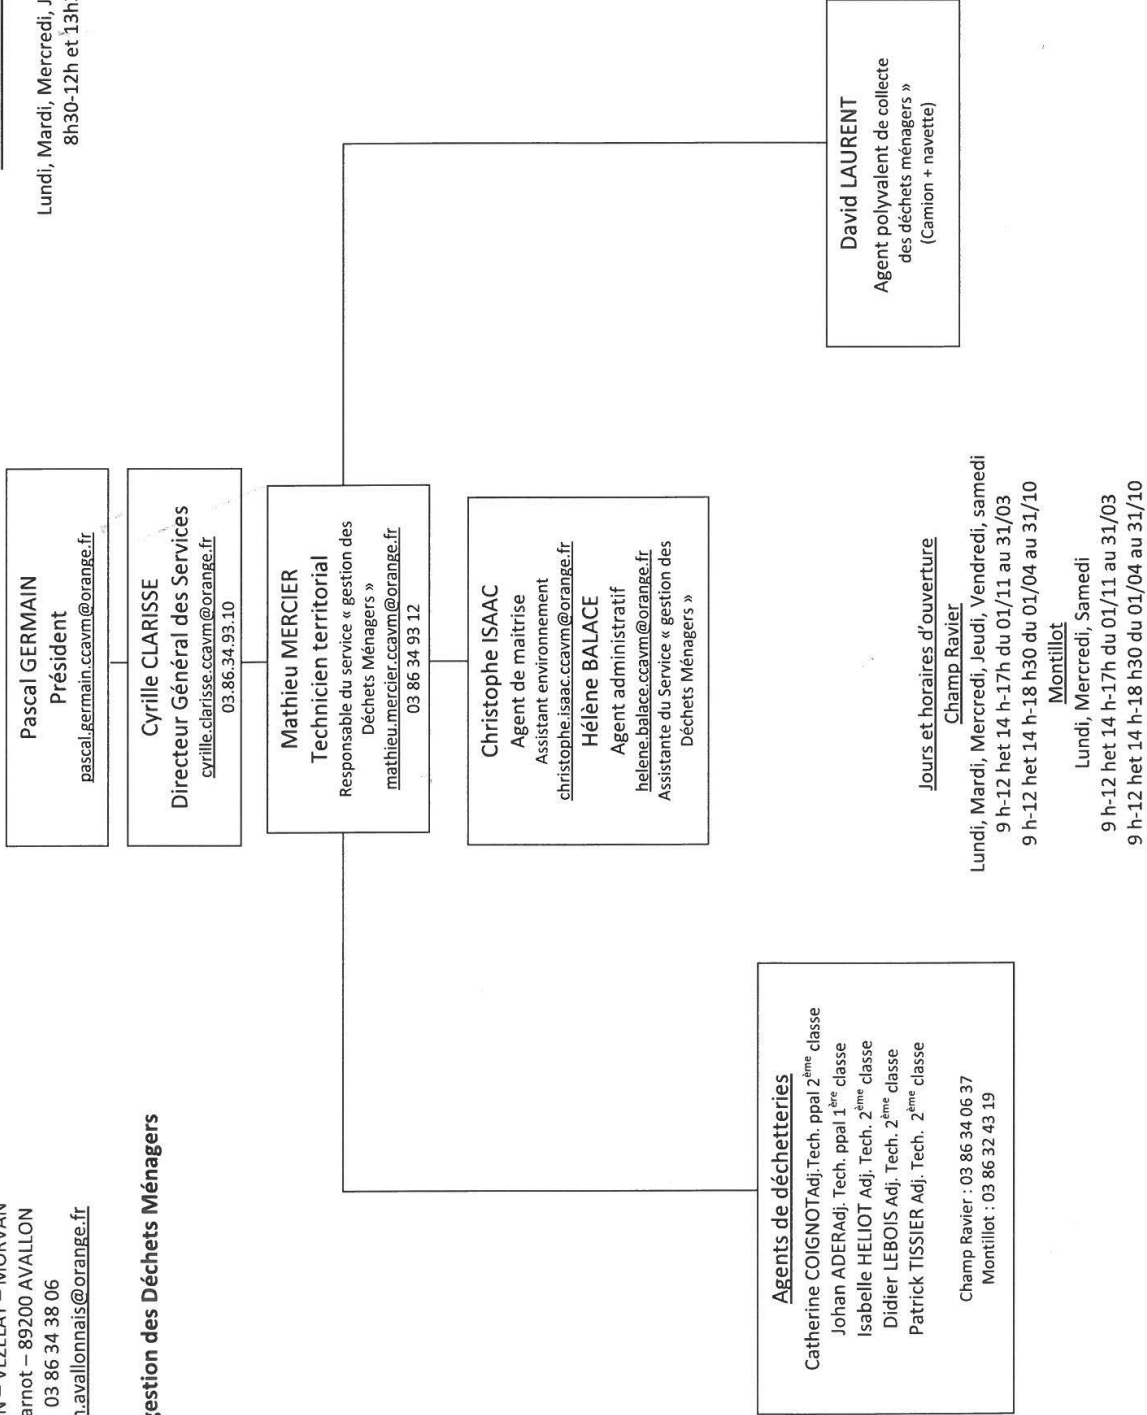 N – VEZELAY – MORVAN
arnot – 89200 AVALLON
03 86 34 38 06
n.avallonnais@orange.fr
gestion des Déchets Ménagers
Lundi, Mardi, Mercredi, J
8h30-12h et 13h
Pascal GERMAIN
Président
pascal.germain.ccavm@orange.fr
Cyrille CLARISSE
Directeur Général des Services
cyrille.clarisse.ccavm@orange.fr
03.86.34.93.10
Mathieu MERCIER
Technicien territorial
Responsable du service « gestion des
Déchets Ménagers »
mathieu.mercier.ccavm@orange.fr
03 86 34 93 12
Christophe ISAAC
Agent de maitrise
Assistant environnement
christophe.isaac.ccavm@orange.fr
Hélène BALACE
Agent administratif
helene.balace.ccavm@orange.fr
Assistante du Service « gestion des
Déchets Ménagers »
Agents de déchetteries
Catherine COIGNOTAdj.Tech. ppal 2ème classe
Johan ADERAdj. Tech. ppal 1ère classe
Isabelle HELIOT Adj. Tech. 2ème classe
Didier LEBOIS Adj. Tech. 2ème classe
Patrick TISSIER Adj. Tech. 2ème classe
Champ Ravier : 03 86 34 06 37
Montillot : 03 86 32 43 19
David LAURENT
Agent polyvalent de collecte
des déchets ménagers »
(Camion + navette)
Jours et horaires d'ouverture
Champ Ravier
Lundi, Mardi, Mercredi, Jeudi, Vendredi, samedi
9 h-12 het 14 h-17h du 01/11 au 31/03
9 h-12 het 14 h-18 h30 du 01/04 au 31/10
Montillot
Lundi, Mercredi, Samedi
9 h-12 het 14 h-17h du 01/11 au 31/03
9 h-12 het 14 h-18 h30 du 01/04 au 31/10